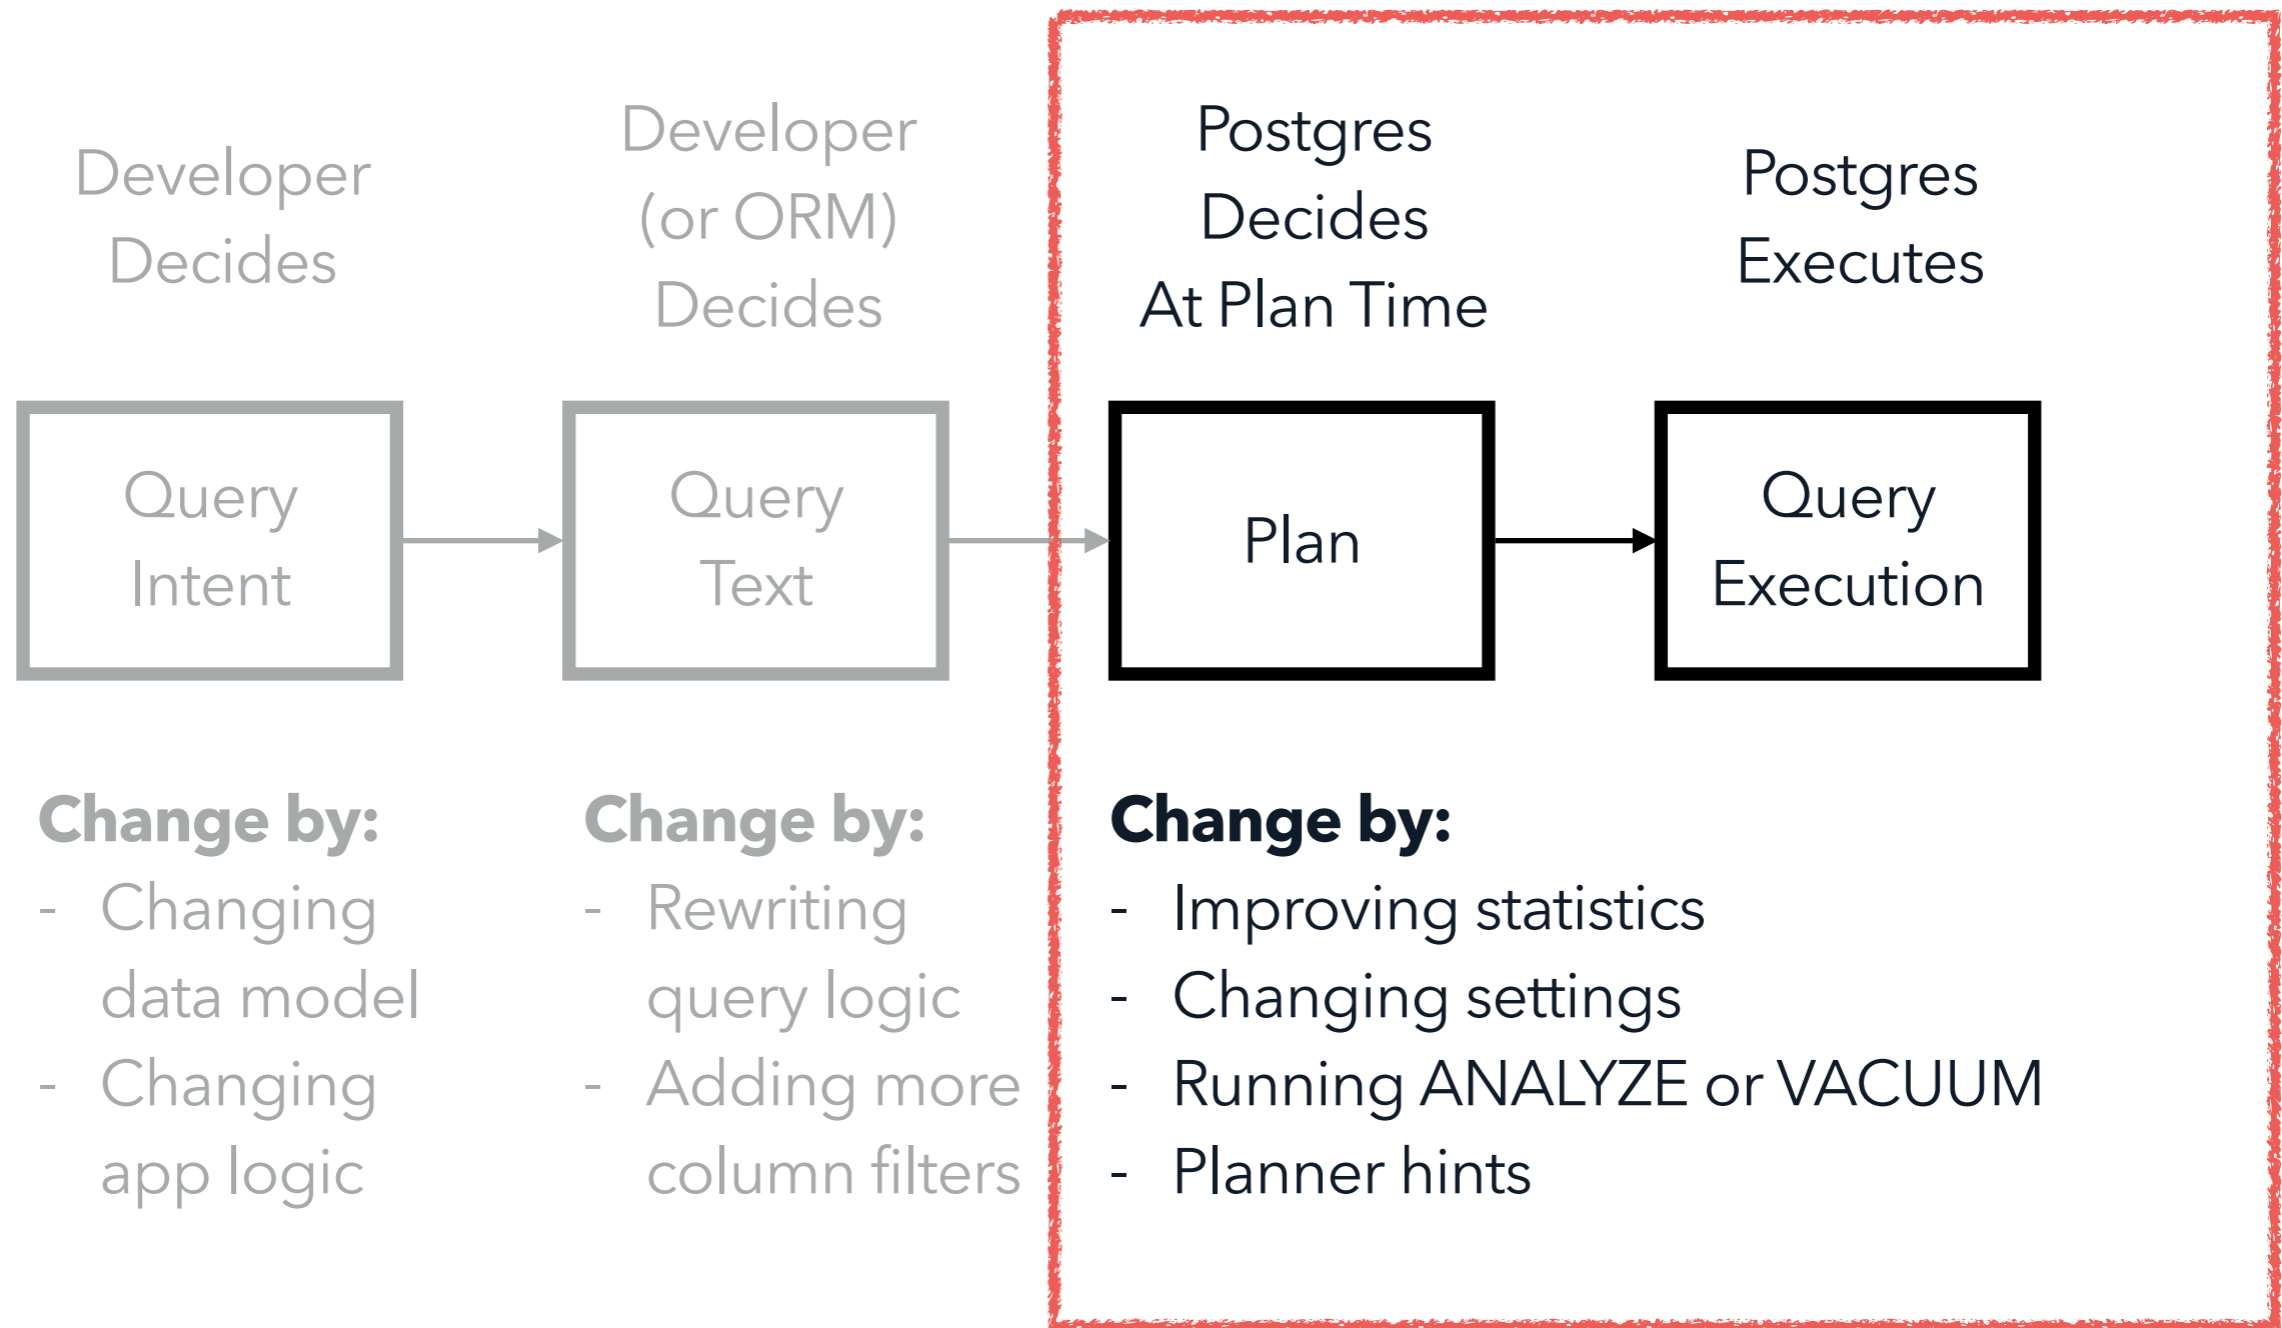 Developer
Decides
Developer
(or ORM)
Decides
Postgres
Decides
At Plan Time
Postgres
Executes
Query
Intent
Query
Text
Plan
Query
Execution
Change by:
- Changing
data model
- Changing
app logic
Change by:
- Rewriting
query logic
- Adding more
column filters
Change by:
- Improving statistics
- Changing settings
- Running ANALYZE or VACUUM
- Planner hints